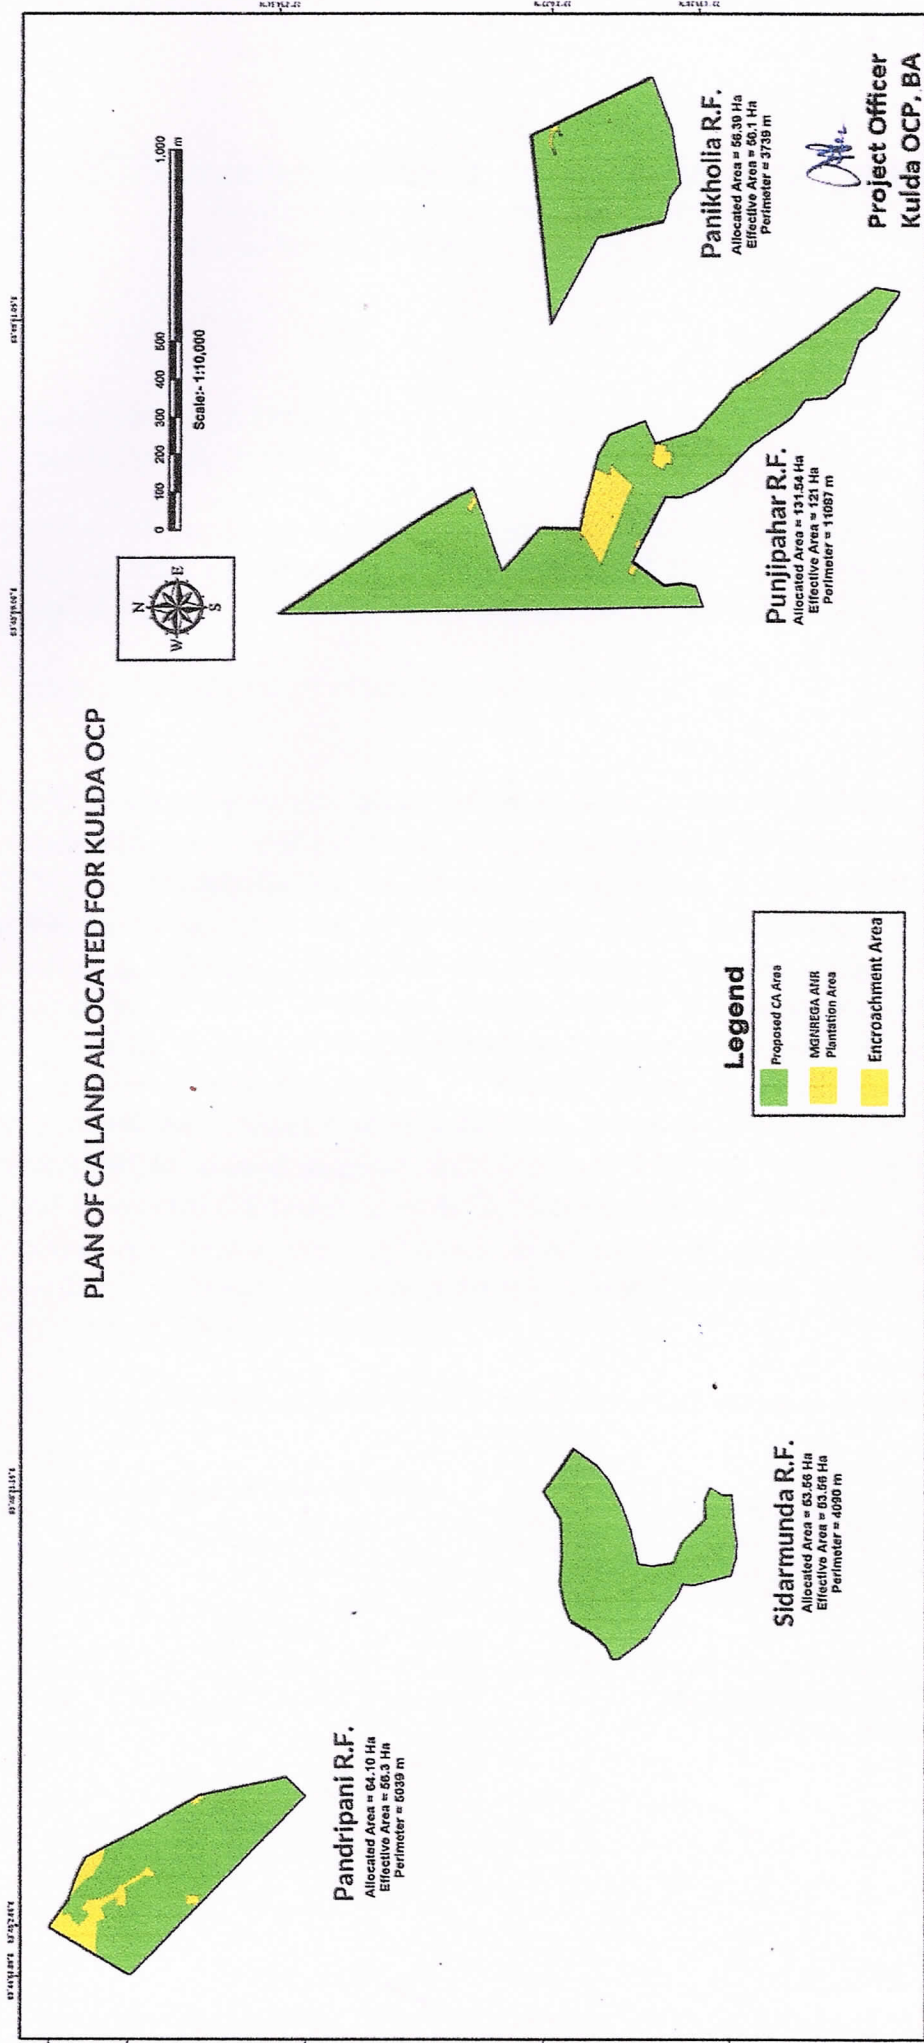 PLAN OF CA LAND ALLOCATED FOR KULDA OCP
N
W
E
S
0
100
200
300
400
500
1,000
m
Scale:- 1:10,000
Pandripani R.F.
Allocated Area = 64.10 Ha
Effective Area = 56.3 Ha
Perimeter = 5039 m
Sidarmunda R.F.
Allocated Area = 53.56 Ha
Effective Area = 53.56 Ha
Perimeter = 4090 m
Legend
Proposed CA Area
MGNREGA ANR
Plantation Area
Encroachment Area
Punjipahar R.F.
Allocated Area = 131.54 Ha
Effective Area = 121 Ha
Perimeter = 11087 m
Panikholia R.F.
Allocated Area = 56.39 Ha
Effective Area = 56.1 Ha
Perimeter = 3739 m
Project Officer
Kulda OCP, BA